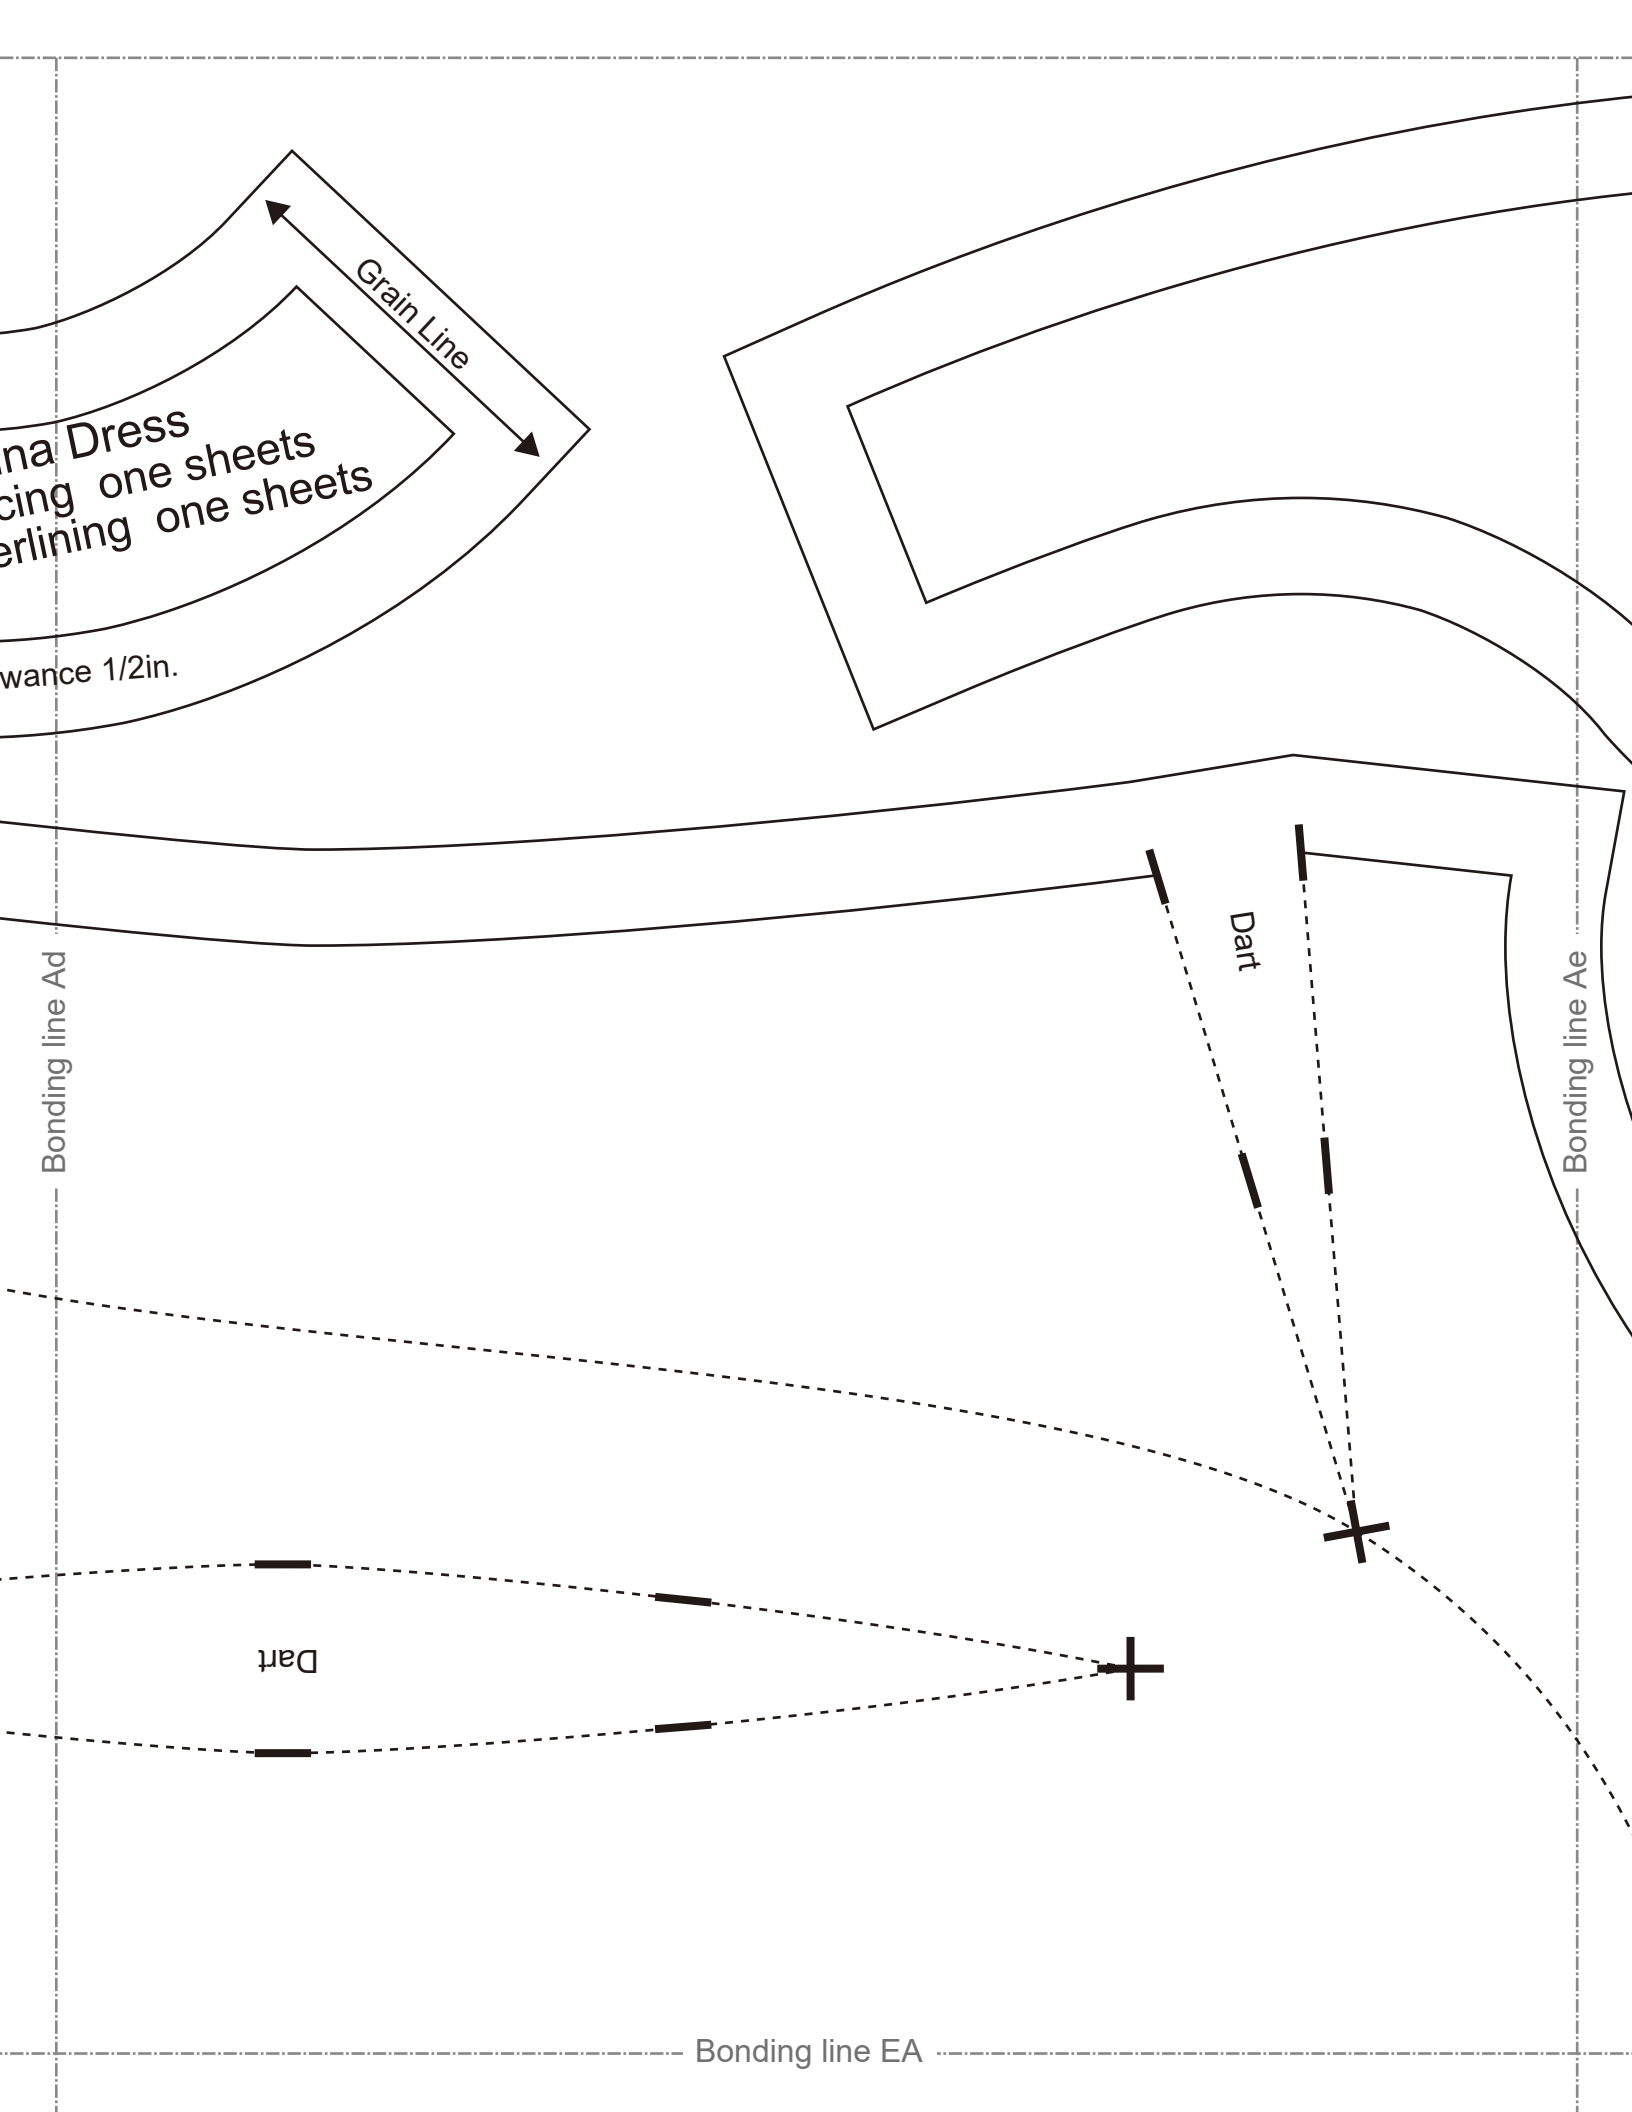 Grain Line
na Dress
cing one sheets
erlining one sheets
wance 1/2in.
Dart
Bonding line Ad
Bonding line Ae
Dart
Bonding line EA